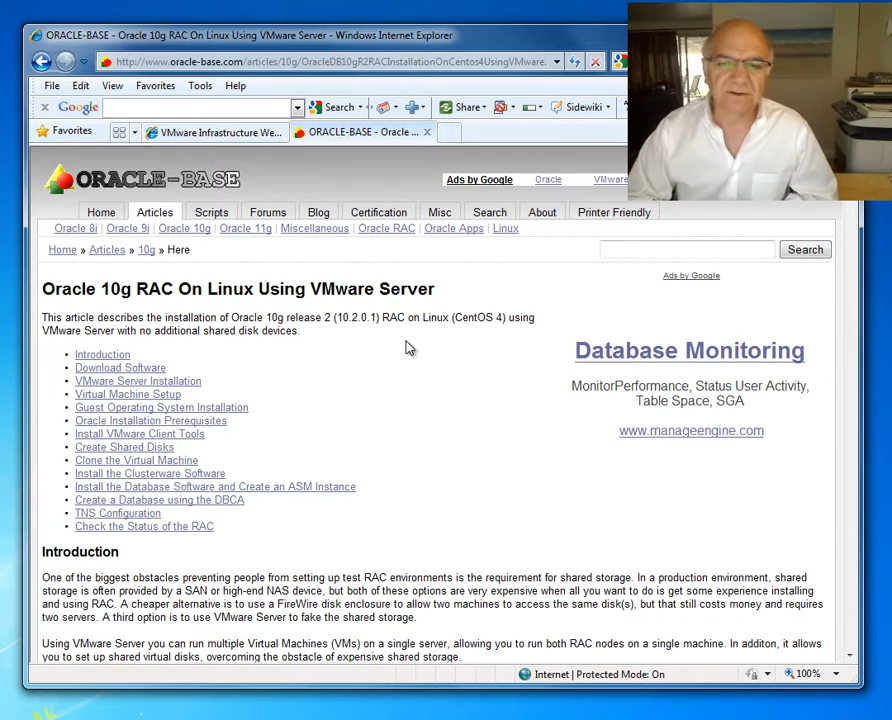 ORACLE-BASE - Oracle 10g RAC On Linux Using VMware Server - Windows Internet Explorer
http://www.oracle-base.com/articles/10g/OracleDB10gR2RACInstallationOnCentos4UsingVMware.
File Edit View Favorites Tools Help
x Google Search Share Sidewiki
Favorites VMware Infrastructure We... ORACLE-BASE - Oracle ... x
ORACLE-BASE
Ads by Google Oracle VMware
Home Articles Scripts Forums Blog Certification Misc Search About Printer Friendly
Oracle 8i | Oracle 9i | Oracle 10g | Oracle 11g | Miscellaneous | Oracle RAC | Oracle Apps | Linux
Home » Articles » 10g » Here Search
Ads by Google
Oracle 10g RAC On Linux Using VMware Server
This article describes the installation of Oracle 10g release 2 (10.2.0.1) RAC on Linux (CentOS 4) using
VMware Server with no additional shared disk devices.
Database Monitoring
MonitorPerformance, Status User Activity,
Table Space, SGA
www.manageengine.com
• Introduction
• Download Software
• VMware Server Installation
• Virtual Machine Setup
• Guest Operating System Installation
• Oracle Installation Prerequisites
• Install VMware Client Tools
• Create Shared Disks
• Clone the Virtual Machine
• Install the Clusterware Software
• Install the Database Software and Create an ASM Instance
• Create a Database using the DBCA
• TNS Configuration
• Check the Status of the RAC
Introduction
One of the biggest obstacles preventing people from setting up test RAC environments is the requirement for shared storage. In a production environment, shared
storage is often provided by a SAN or high-end NAS device, but both of these options are very expensive when all you want to do is get some experience installing
and using RAC. A cheaper alternative is to use a FireWire disk enclosure to allow two machines to access the same disk(s), but that still costs money and requires
two servers. A third option is to use VMware Server to fake the shared storage.
Using VMware Server you can run multiple Virtual Machines (VMs) on a single server, allowing you to run both RAC nodes on a single machine. In additon, it allows
you to set up shared virtual disks, overcoming the obstacle of expensive shared storage.
Internet | Protected Mode: On 100%